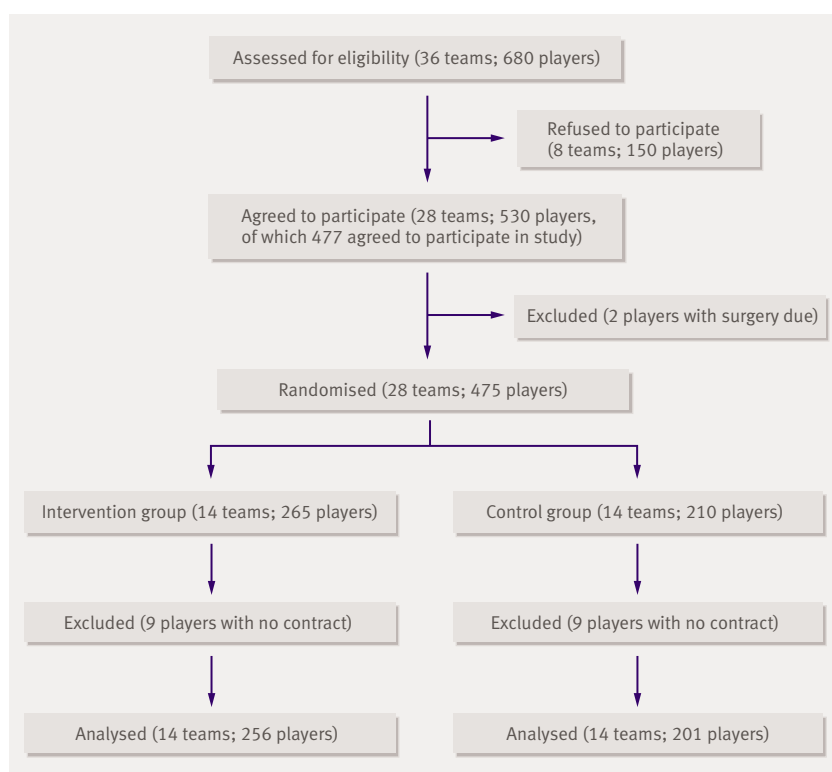 Assessed for eligibility (36 teams; 680 players)
Refused to participate
(8 teams; 150 players)
Agreed to participate (28 teams; 530 players,
of which 477 agreed to participate in study)
Excluded (2 players with surgery due)
Randomised (28 teams; 475 players)
Intervention group (14 teams; 265 players)
Control group (14 teams; 210 players)
Excluded (9 players with no contract)
Excluded (9 players with no contract)
Analysed (14 teams; 256 players)
Analysed (14 teams; 201 players)